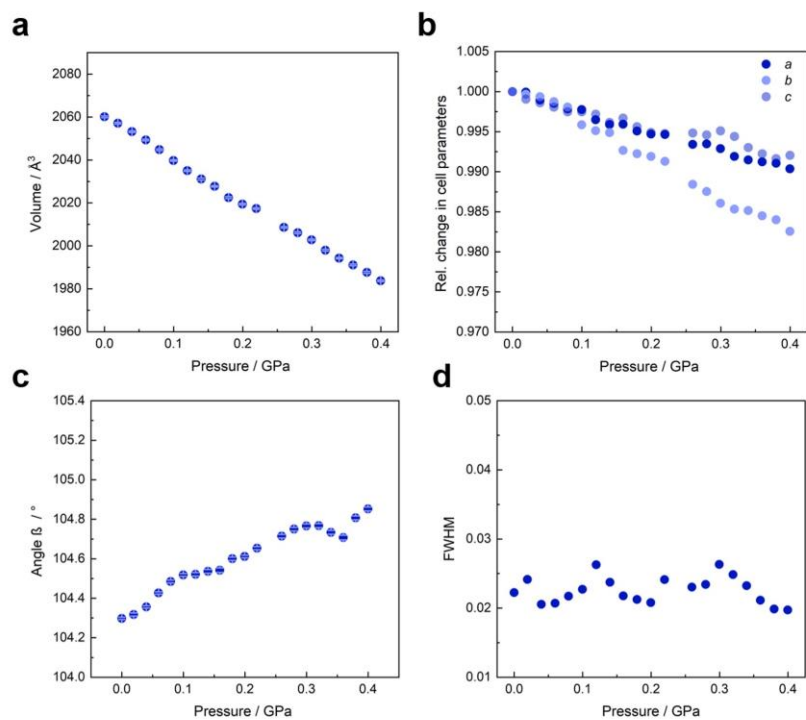 a
2080
2060
2040
2020
2000
1980
1960
Volume / Å³
0.0 0.1 0.2 0.3 0.4
Pressure / GPa
b
1.005
1.000
0.995
0.990
0.985
0.980
0.970
Rel. change in cell parameters
a
b
c
0.0 0.1 0.2 0.3 0.4
Pressure / GPa
c
105.4
105.2
105.0
104.8
104.6
104.4
104.2
104.0
Angle ß / °
0.0 0.1 0.2 0.3 0.4
Pressure / GPa
d
0.05
0.04
0.03
0.02
0.01
FWHM
0.0 0.1 0.2 0.3 0.4
Pressure / GPa